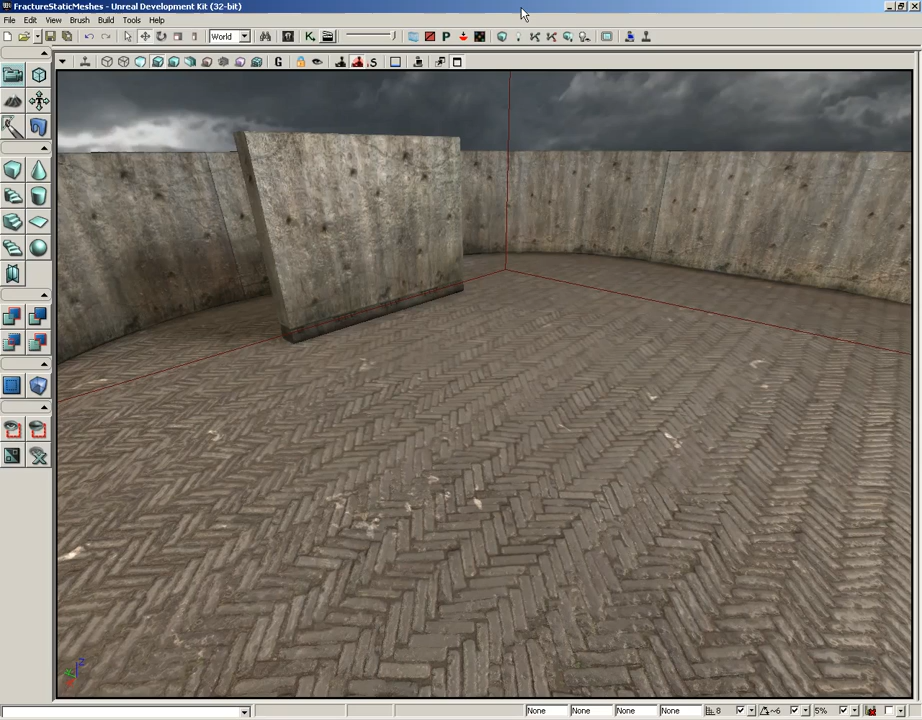 FractureStaticMeshes - Unreal Development Kit (32-bit)
File Edit View Brush Build Tools Help
World
K
P
G
S
Z
None None None None 8 ~6 5%